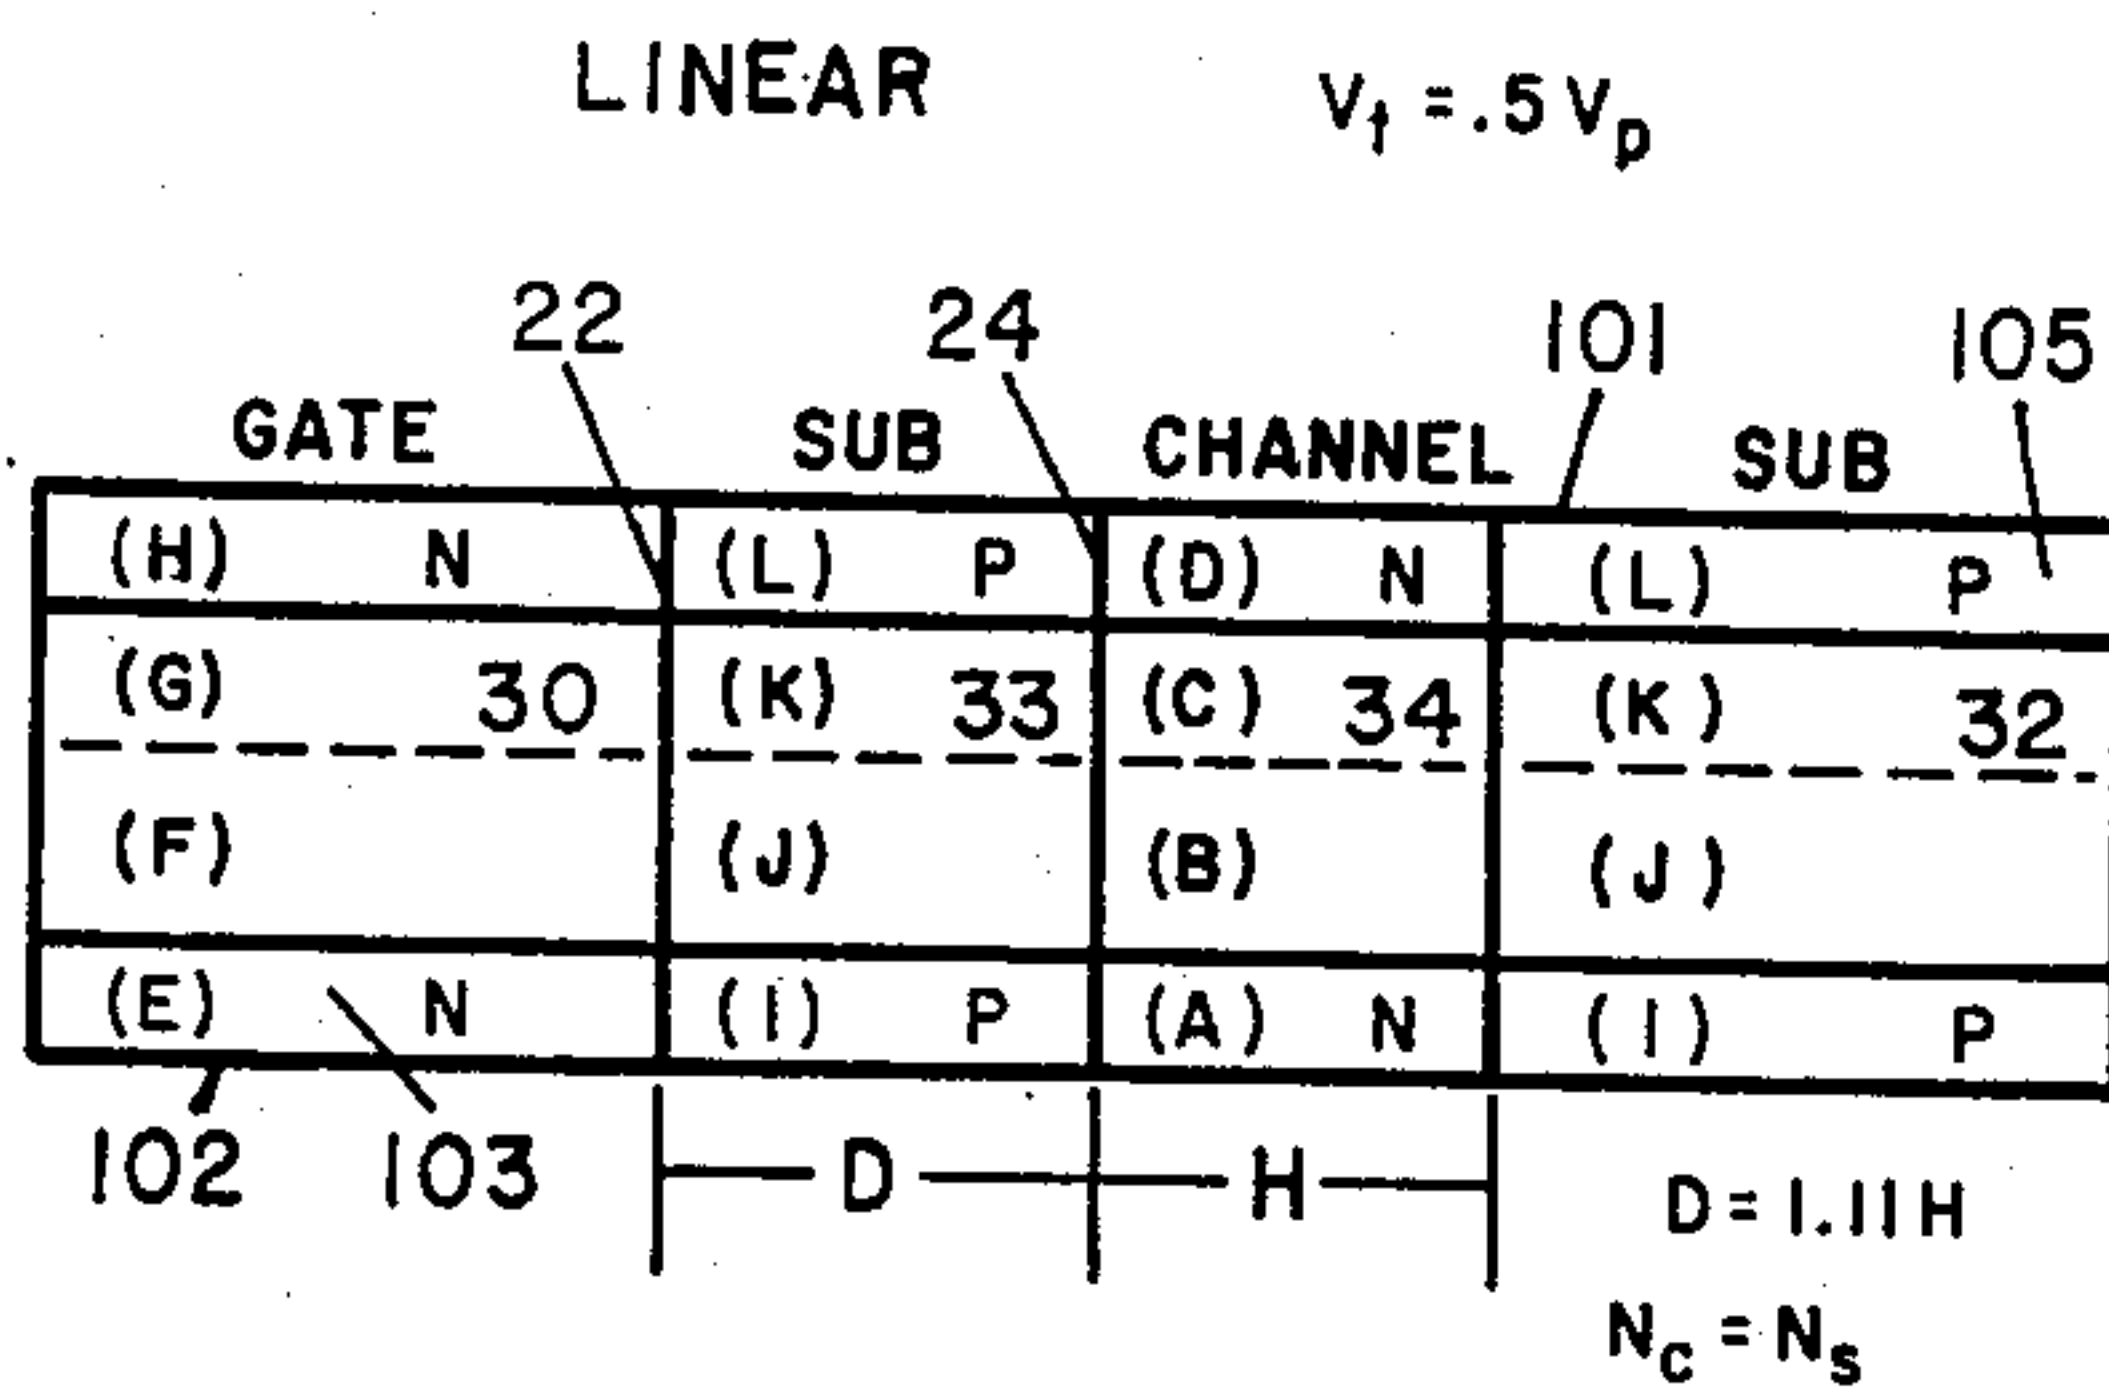 LINEAR Vt = .5 Vp
22 24 101 105
GATE SUB CHANNEL SUB
(H) N (L) P (D) N (L) P
(G) 30 (K) 33 (C) 34 (K) 32
(F) (J) (B) (J)
(E) N (I) P (A) N (I) P
102 103 D H D = 1.11 H
Nc = Ns